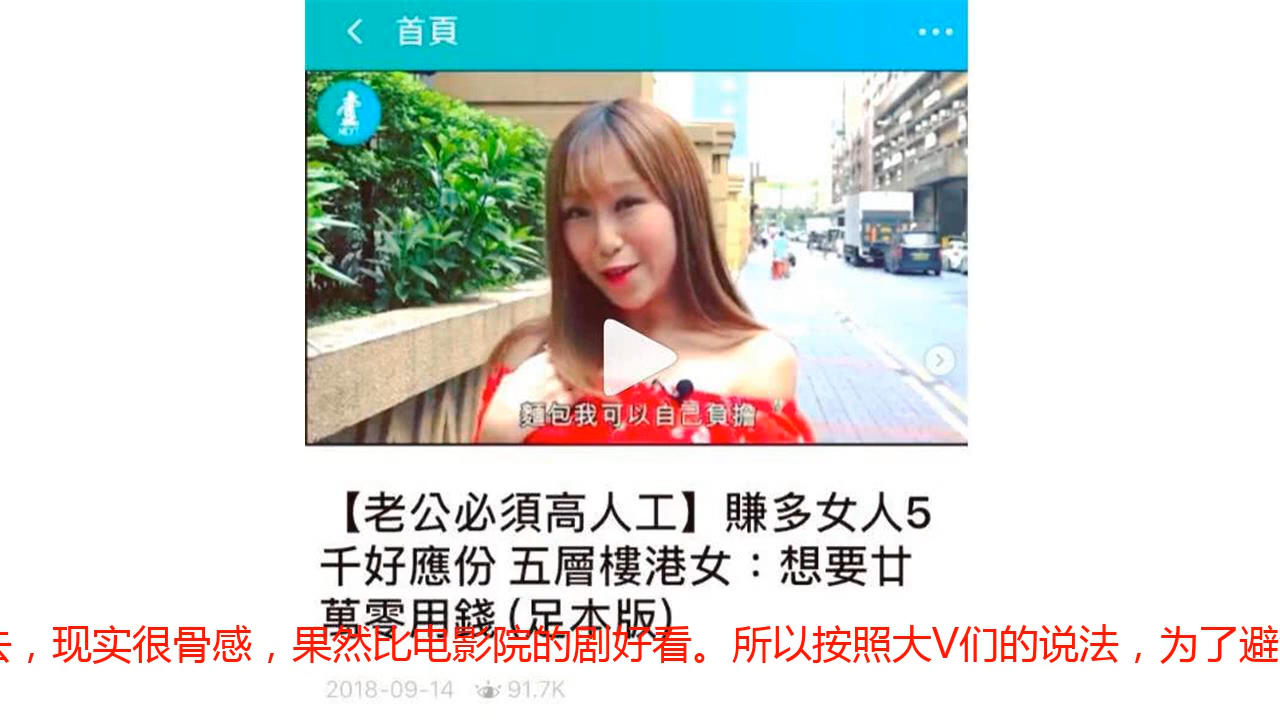 首頁
壹
NEXT
麵包我可以自己負擔
【老公必須高人工】賺多女人5
千好應份 五層樓港女：想要廿
萬零用錢 (足本版)
去，现实很骨感，果然比电影院的剧好看。所以按照大V们的说法，为了避
2018-09-14 91.7K